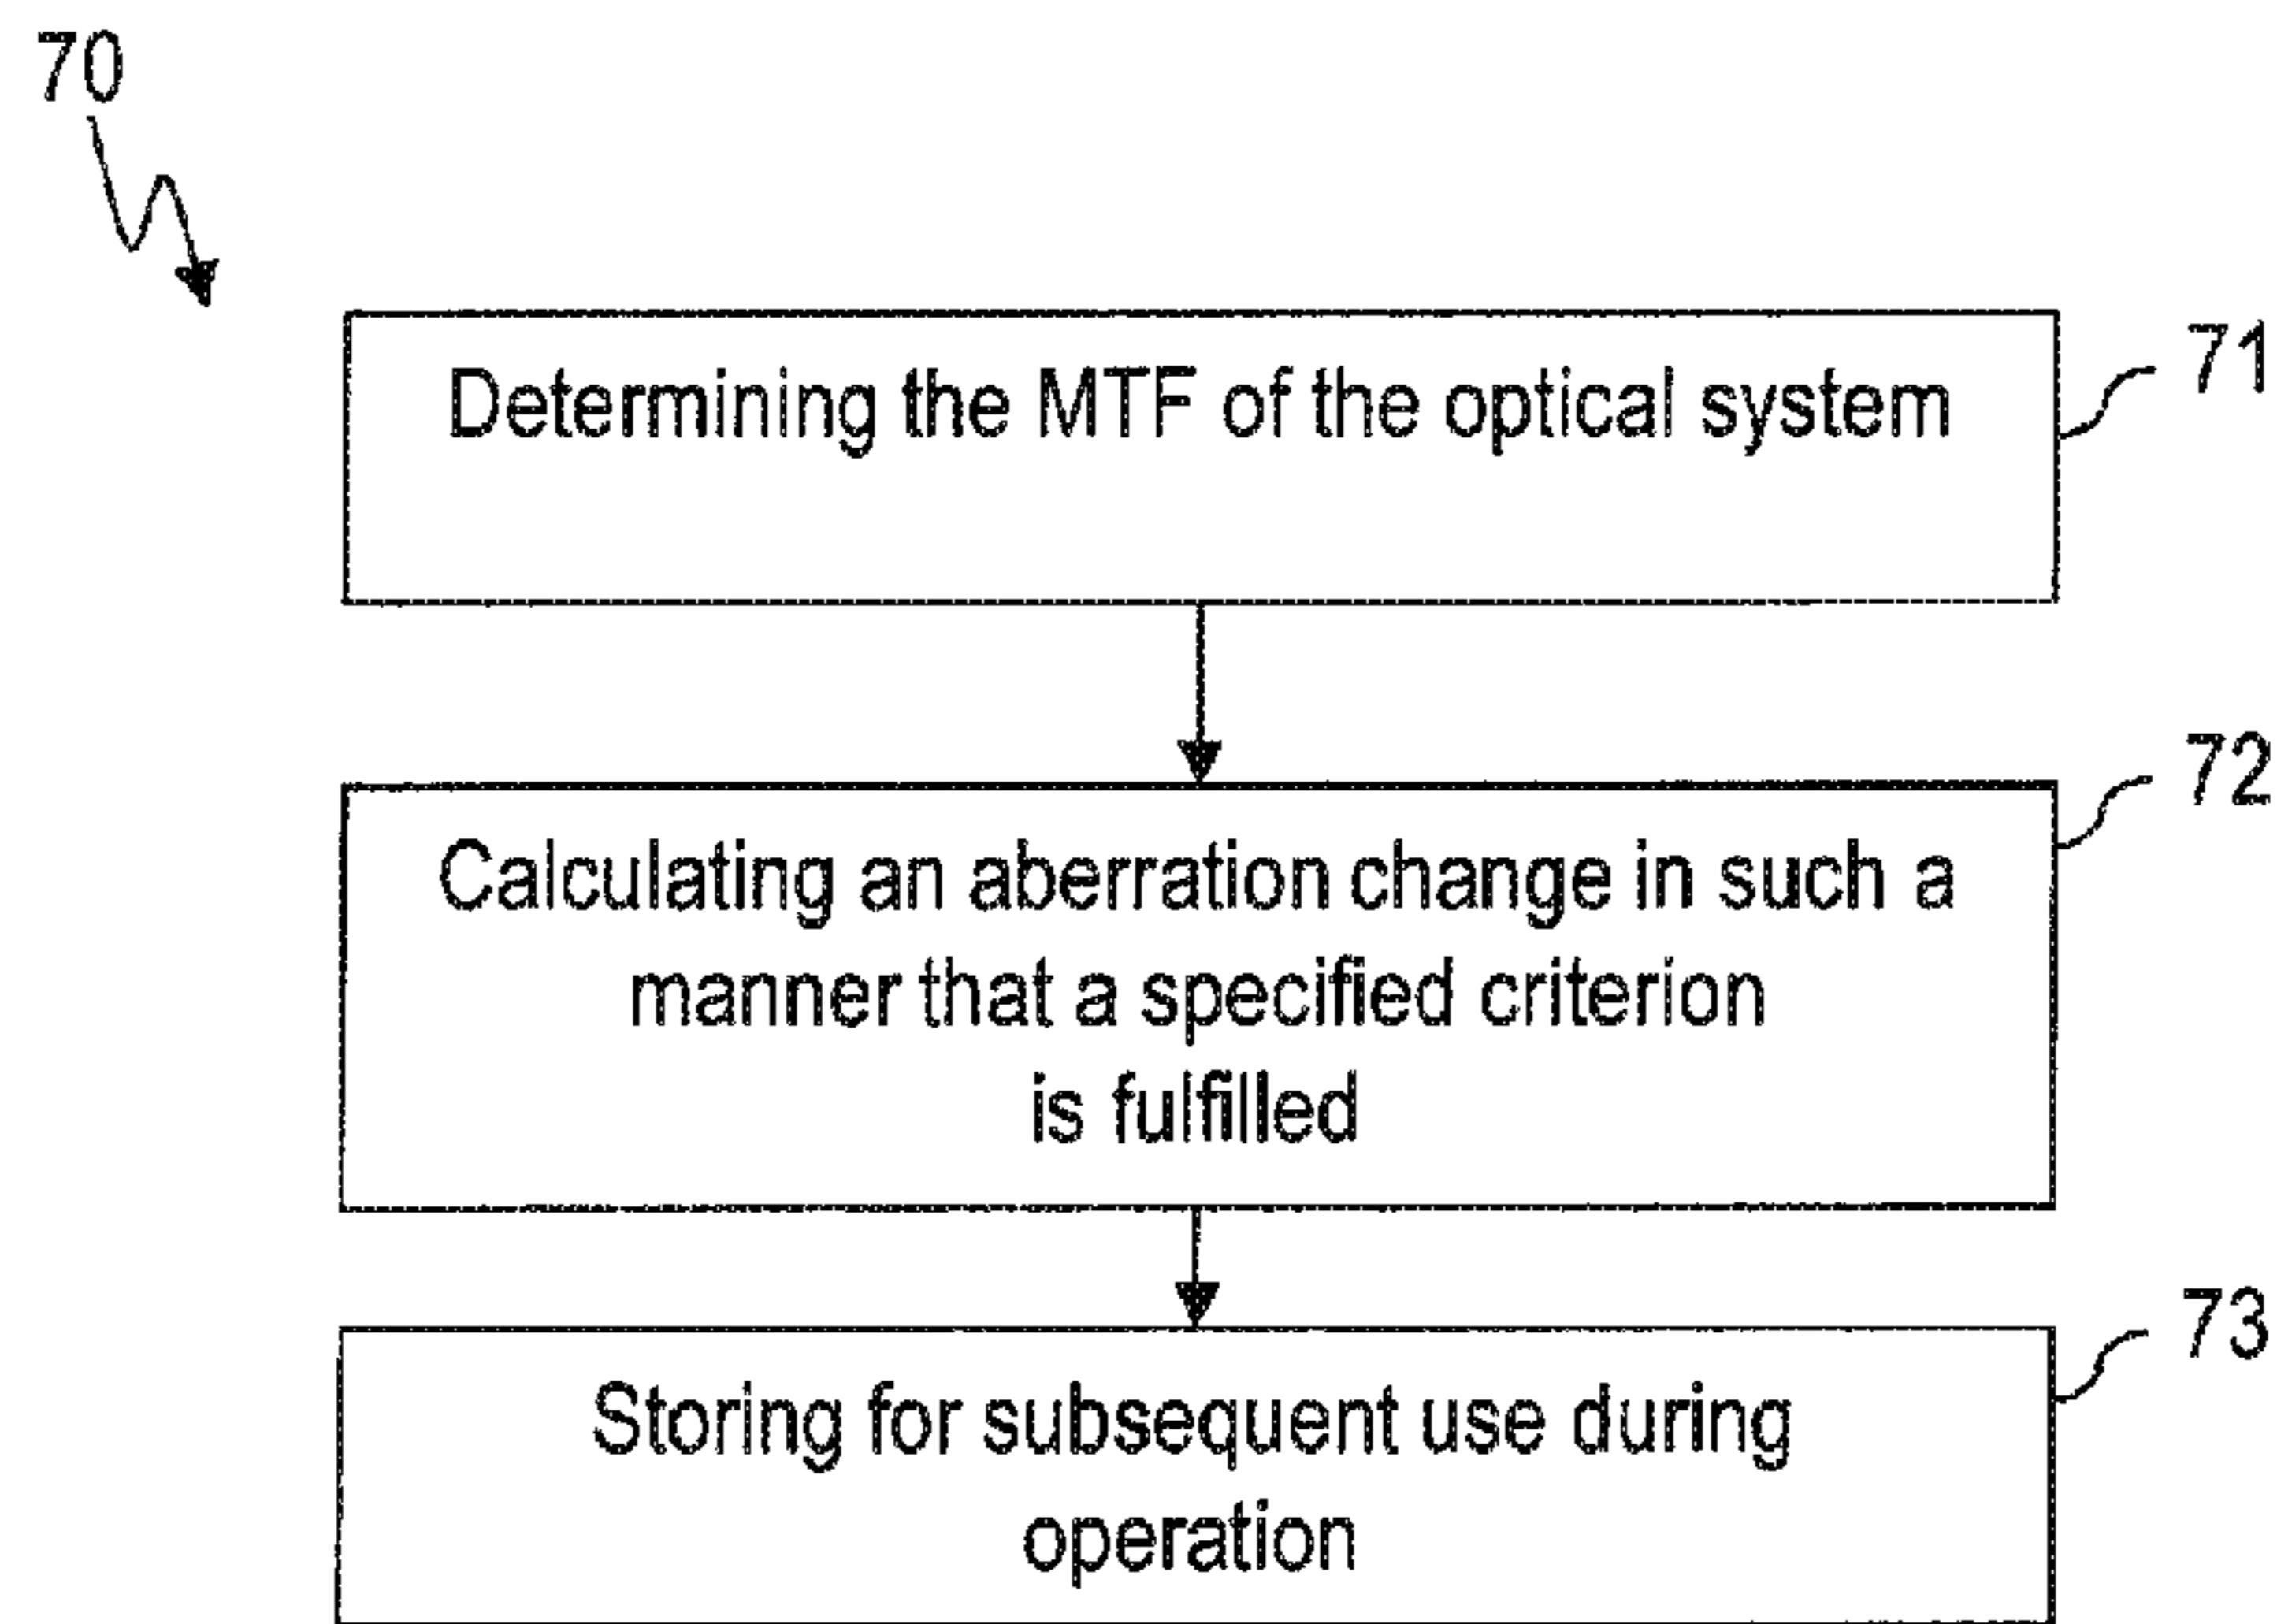 70
Determining the MTF of the optical system
71
72
Calculating an aberration change in such a
manner that a specified criterion
is fulfilled
73
Storing for subsequent use during
operation